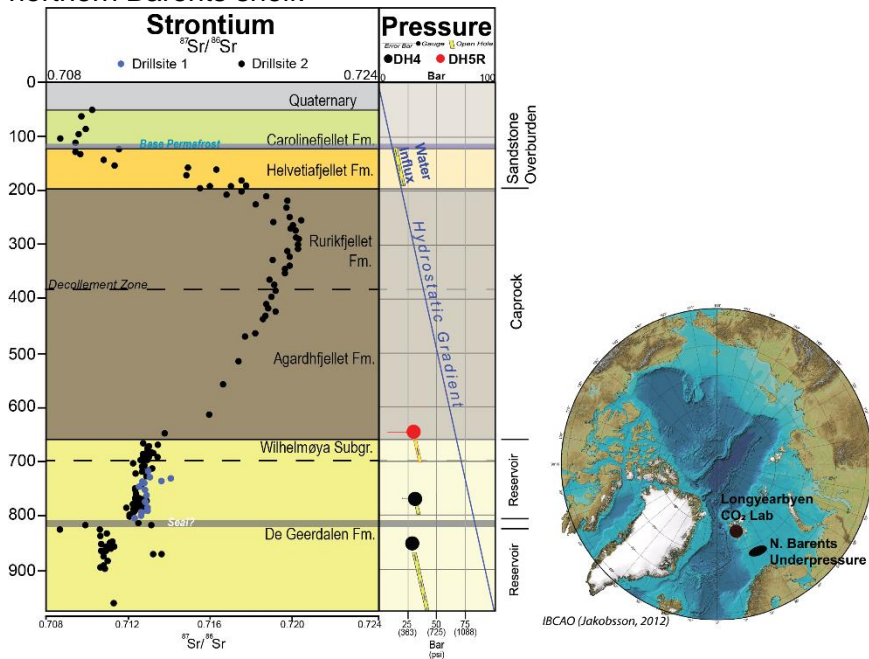 northern Barents shelf.
Strontium
⁸⁷Sr/⁸⁶Sr
Drillsite 1
Drillsite 2
0.708
0.724
Pressure
Error Bar
Gauge
Open Hole
DH4
DH5R
0
Bar
100
0
100
200
300
400
500
600
700
800
900
Quaternary
Carolinefjellet Fm.
Base Permafrost
Helvetiafjellet Fm.
Rurikfjellet
Fm.
Decollement Zone
Agardhfjellet Fm.
Wilhelmøya Subgr.
Seal?
De Geerdalen Fm.
Water
influx
Hydrostatic Gradient
Sandstone
Overburden
Caprock
Reservoir
Reservoir
0.708
0.712
0.716
0.720
0.724
⁸⁷Sr/⁸⁶Sr
25
(363)
50
(725)
75
(1088)
Bar
(psi)
Longyearbyen
CO₂ Lab
N. Barents
Underpressure
IBCAO (Jakobsson, 2012)